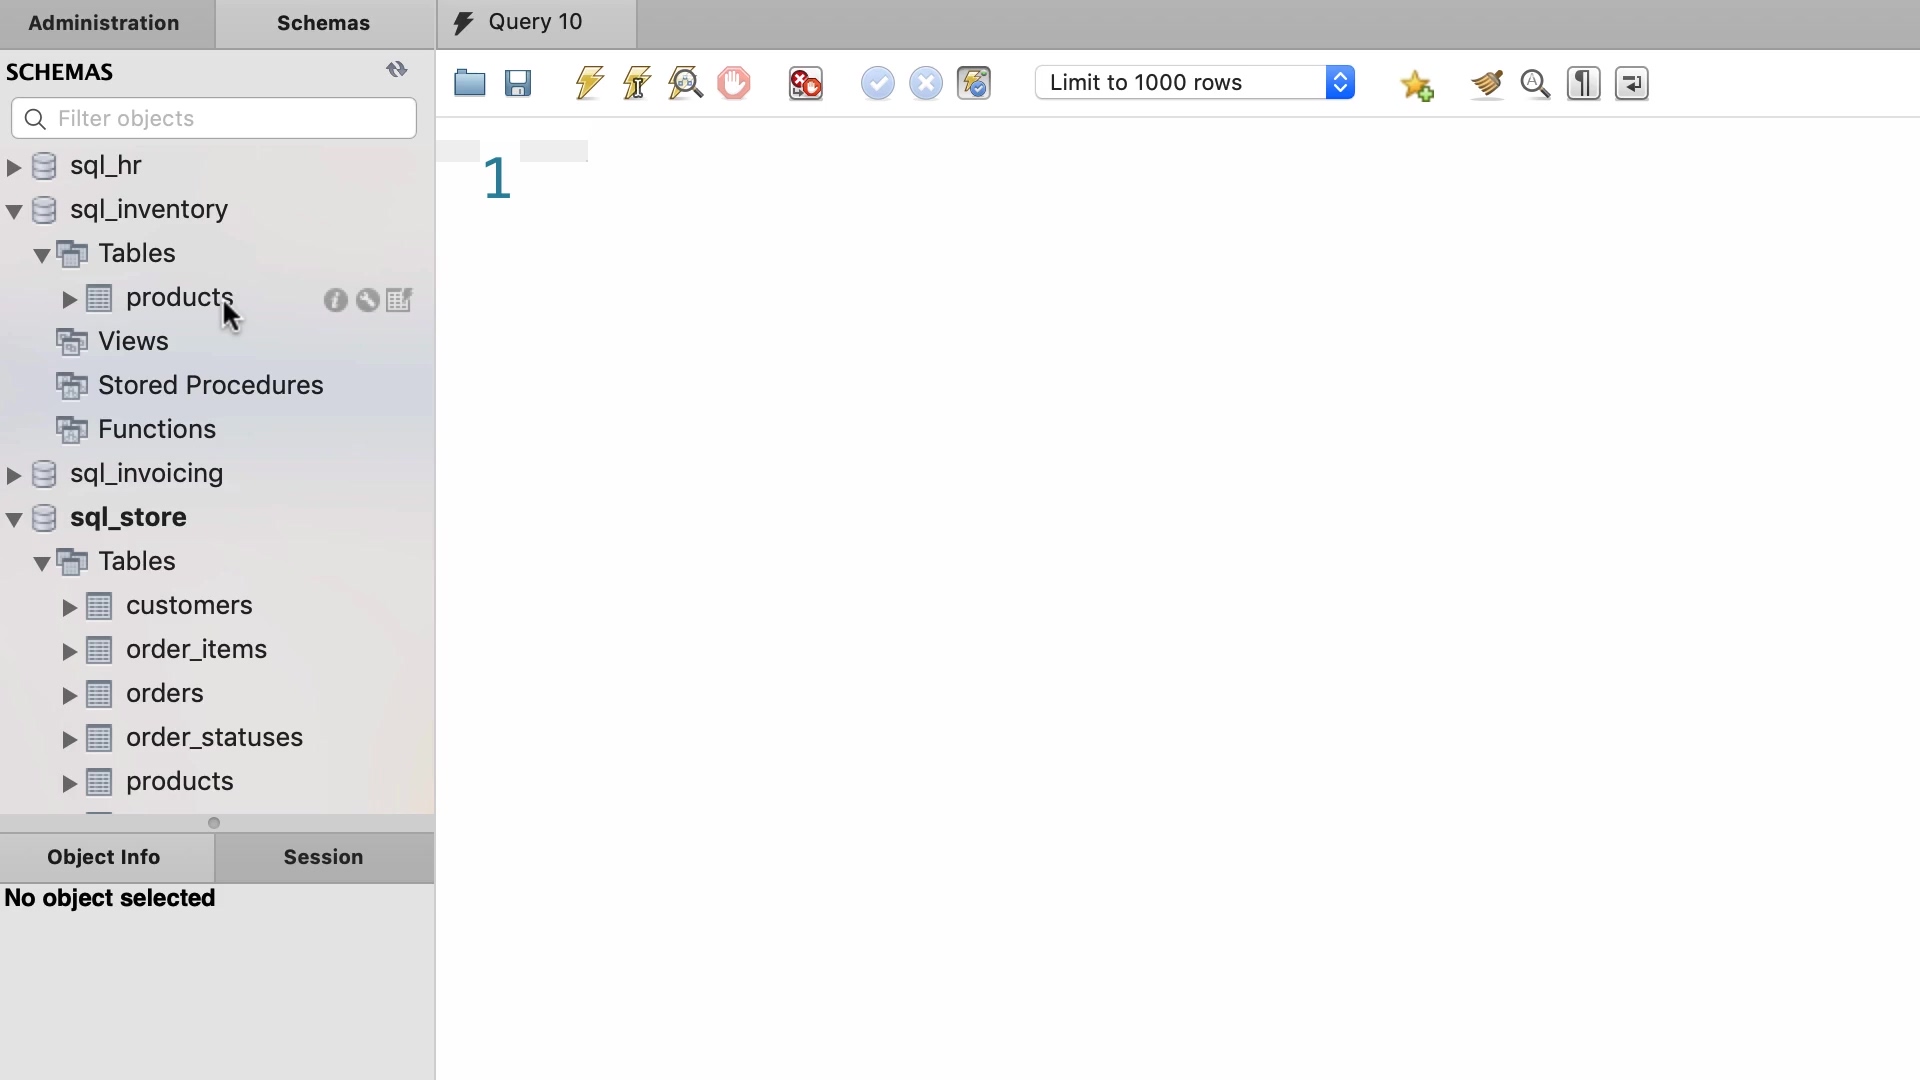 Administration
Schemas
Query 10
SCHEMAS
Limit to 1000 rows
Filter objects
sql_hr
1
sql_inventory
Tables
products
Views
Stored Procedures
Functions
sql_invoicing
sql_store
Tables
customers
order_items
orders
order_statuses
products
Object Info
Session
No object selected